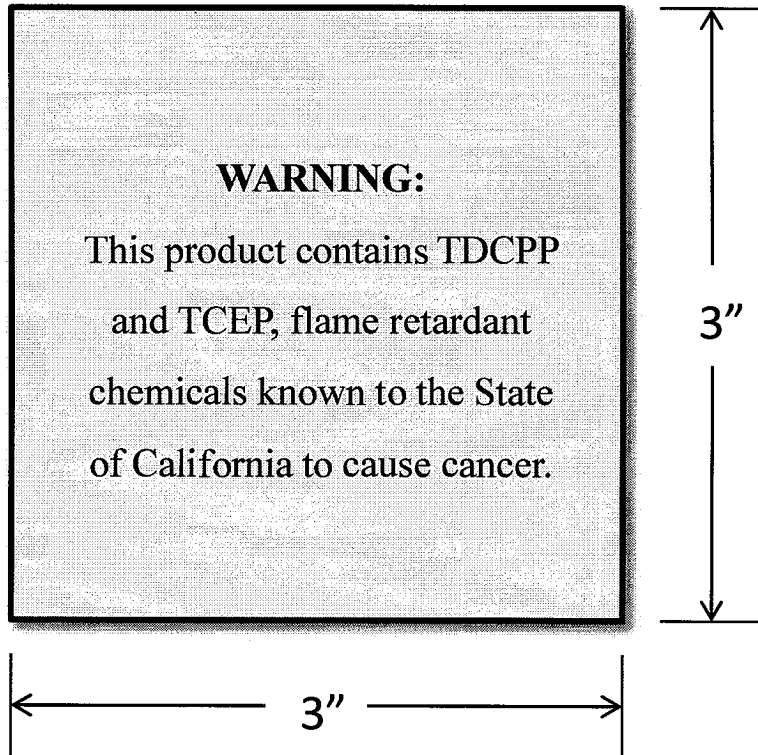 WARNING:
This product contains TDCPP
and TCEP, flame retardant
chemicals known to the State
of California to cause cancer.
3”
3”